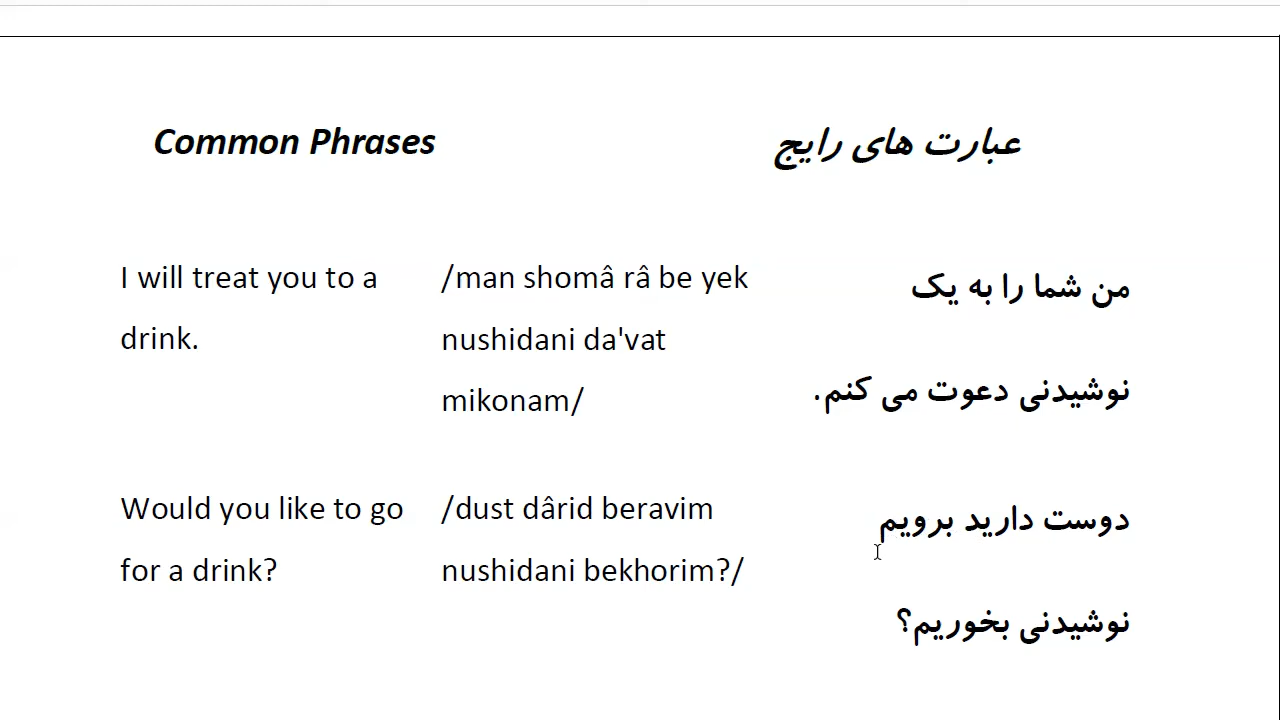 Common Phrases
عبارت های رایج
I will treat you to a
drink.
/man shomâ râ be yek
nushidani da'vat
mikonam/
من شما را به یک
نوشیدنی دعوت می کنم.
Would you like to go
for a drink?
/dust dârid beravim
nushidani bekhorim?/
دوست دارید برویم
نوشیدنی بخوریم؟